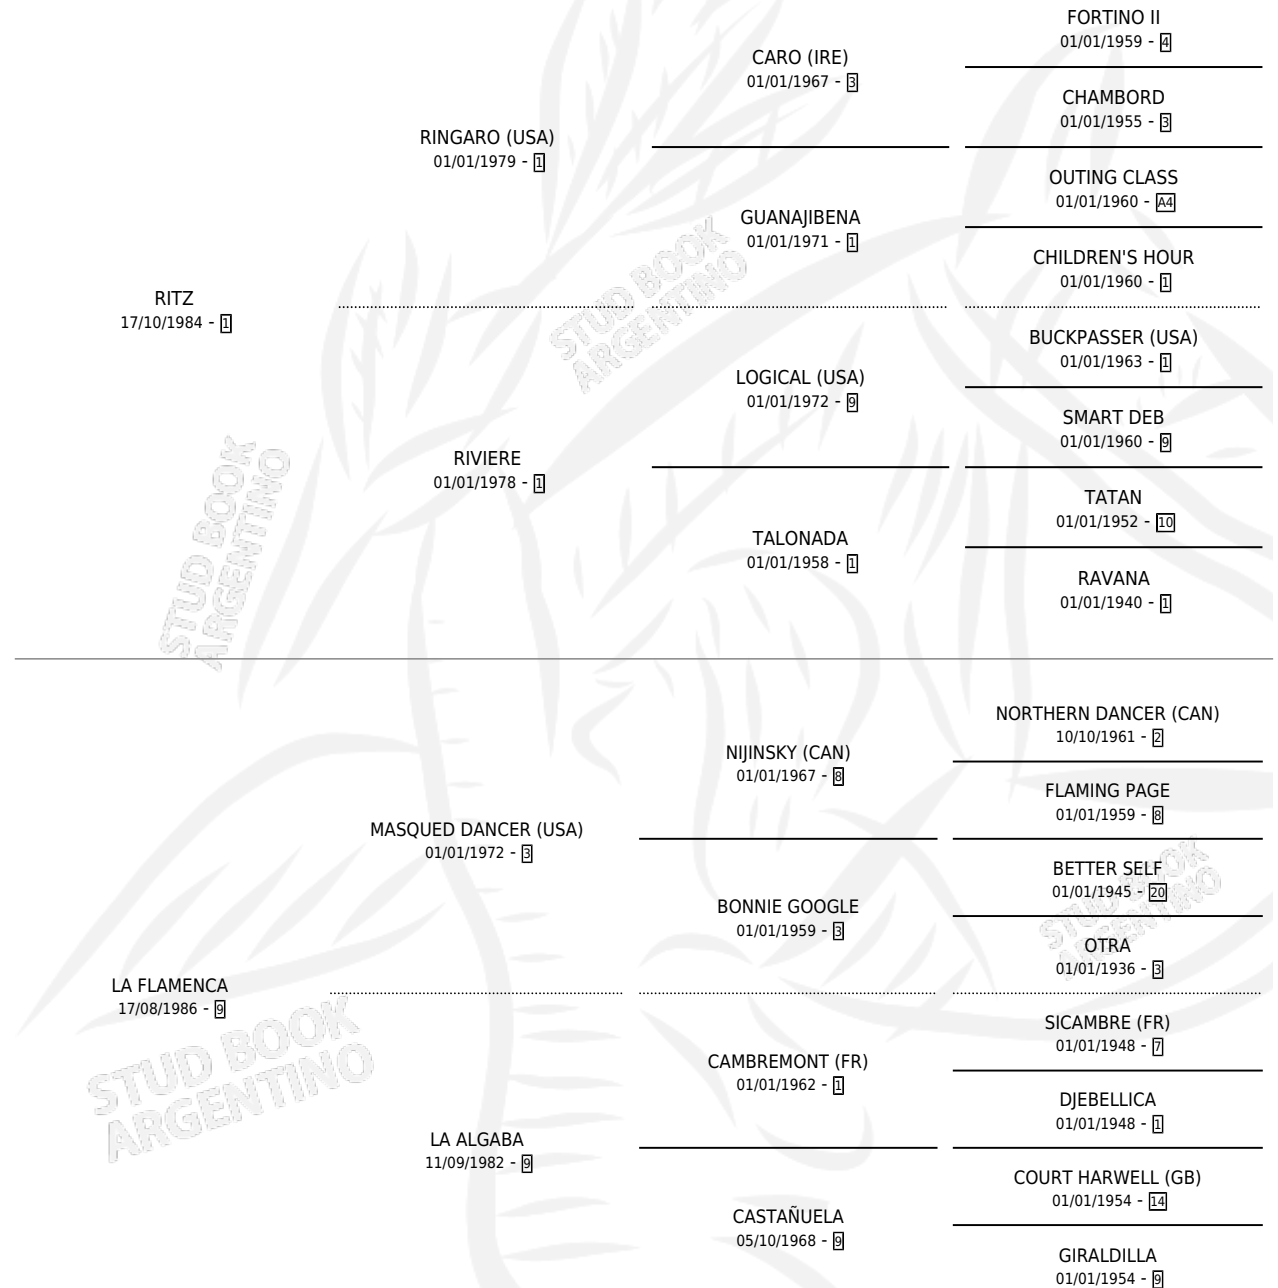 FORTINO II
01/01/1959 - 4
CARO (IRE)
01/01/1967 - 3
CHAMBORD
01/01/1955 - 3
RINGARO (USA)
01/01/1979 - 1
OUTING CLASS
01/01/1960 - A4
GUANAJIBENA
01/01/1971 - 1
CHILDREN'S HOUR
01/01/1960 - 1
RITZ
17/10/1984 - 1
STUD BOOK
ARGENTINO
BUCKPASSER (USA)
01/01/1963 - 1
LOGICAL (USA)
01/01/1972 - 9
SMART DEB
01/01/1960 - 9
RIVIERE
01/01/1978 - 1
TATAN
01/01/1952 - 10
TALONADA
01/01/1958 - 1
RAVANA
01/01/1940 - 1
STUD BOOK
ARGENTINO
NORTHERN DANCER (CAN)
10/10/1961 - 2
NIJINSKY (CAN)
01/01/1967 - 8
FLAMING PAGE
01/01/1959 - 8
MASQUED DANCER (USA)
01/01/1972 - 3
BETTER SELF
01/01/1945 - 20
BONNIE GOOGLE
01/01/1959 - 3
OTRA
01/01/1936 - 3
STUD BOOK
ARGENTINO
LA FLAMENCA
17/08/1986 - 9
SICAMBRE (FR)
01/01/1948 - 7
CAMBREMONT (FR)
01/01/1962 - 1
DJEBELLICA
01/01/1948 - 1
STUD BOOK
ARGENTINO
LA ALGABA
11/09/1982 - 9
COURT HARWELL (GB)
01/01/1954 - 14
CASTAÑUELA
05/10/1968 - 9
GIRALDILLA
01/01/1954 - 9